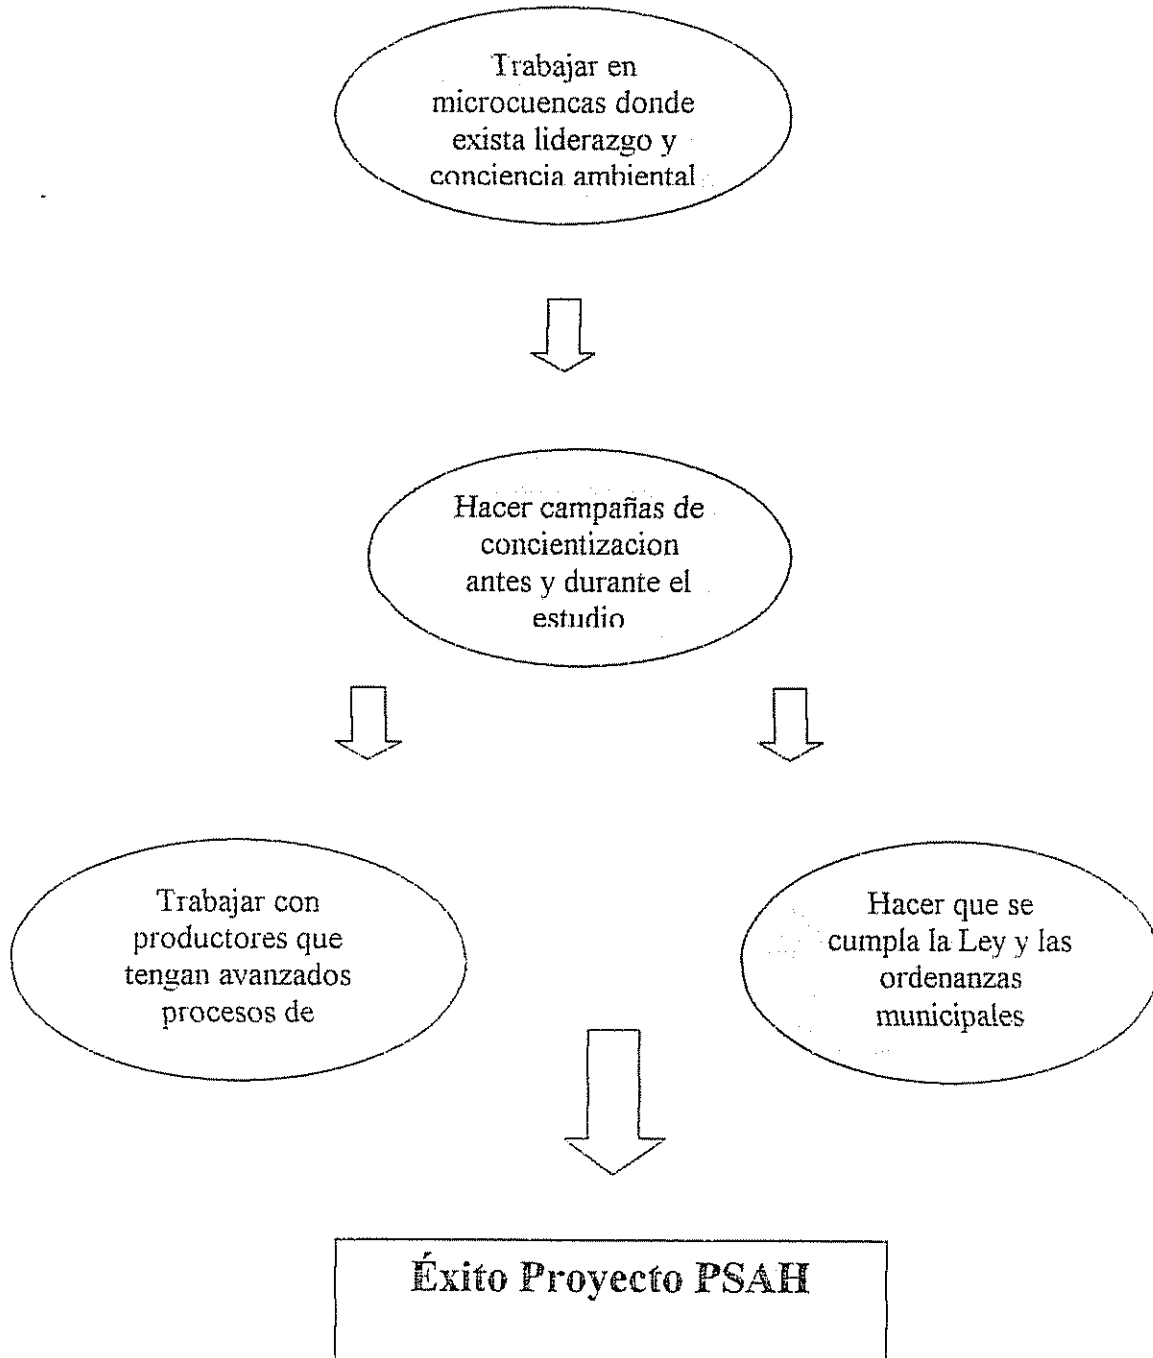 Trabajar en
microcuencas donde
exista liderazgo y
conciencia ambiental
Hacer campañas de
concientizacion
antes y durante el
estudio
Trabajar con
productores que
tengan avanzados
procesos de
Hacer que se
cumpla la Ley y las
ordenanzas
municipales
Éxito Proyecto PSAH